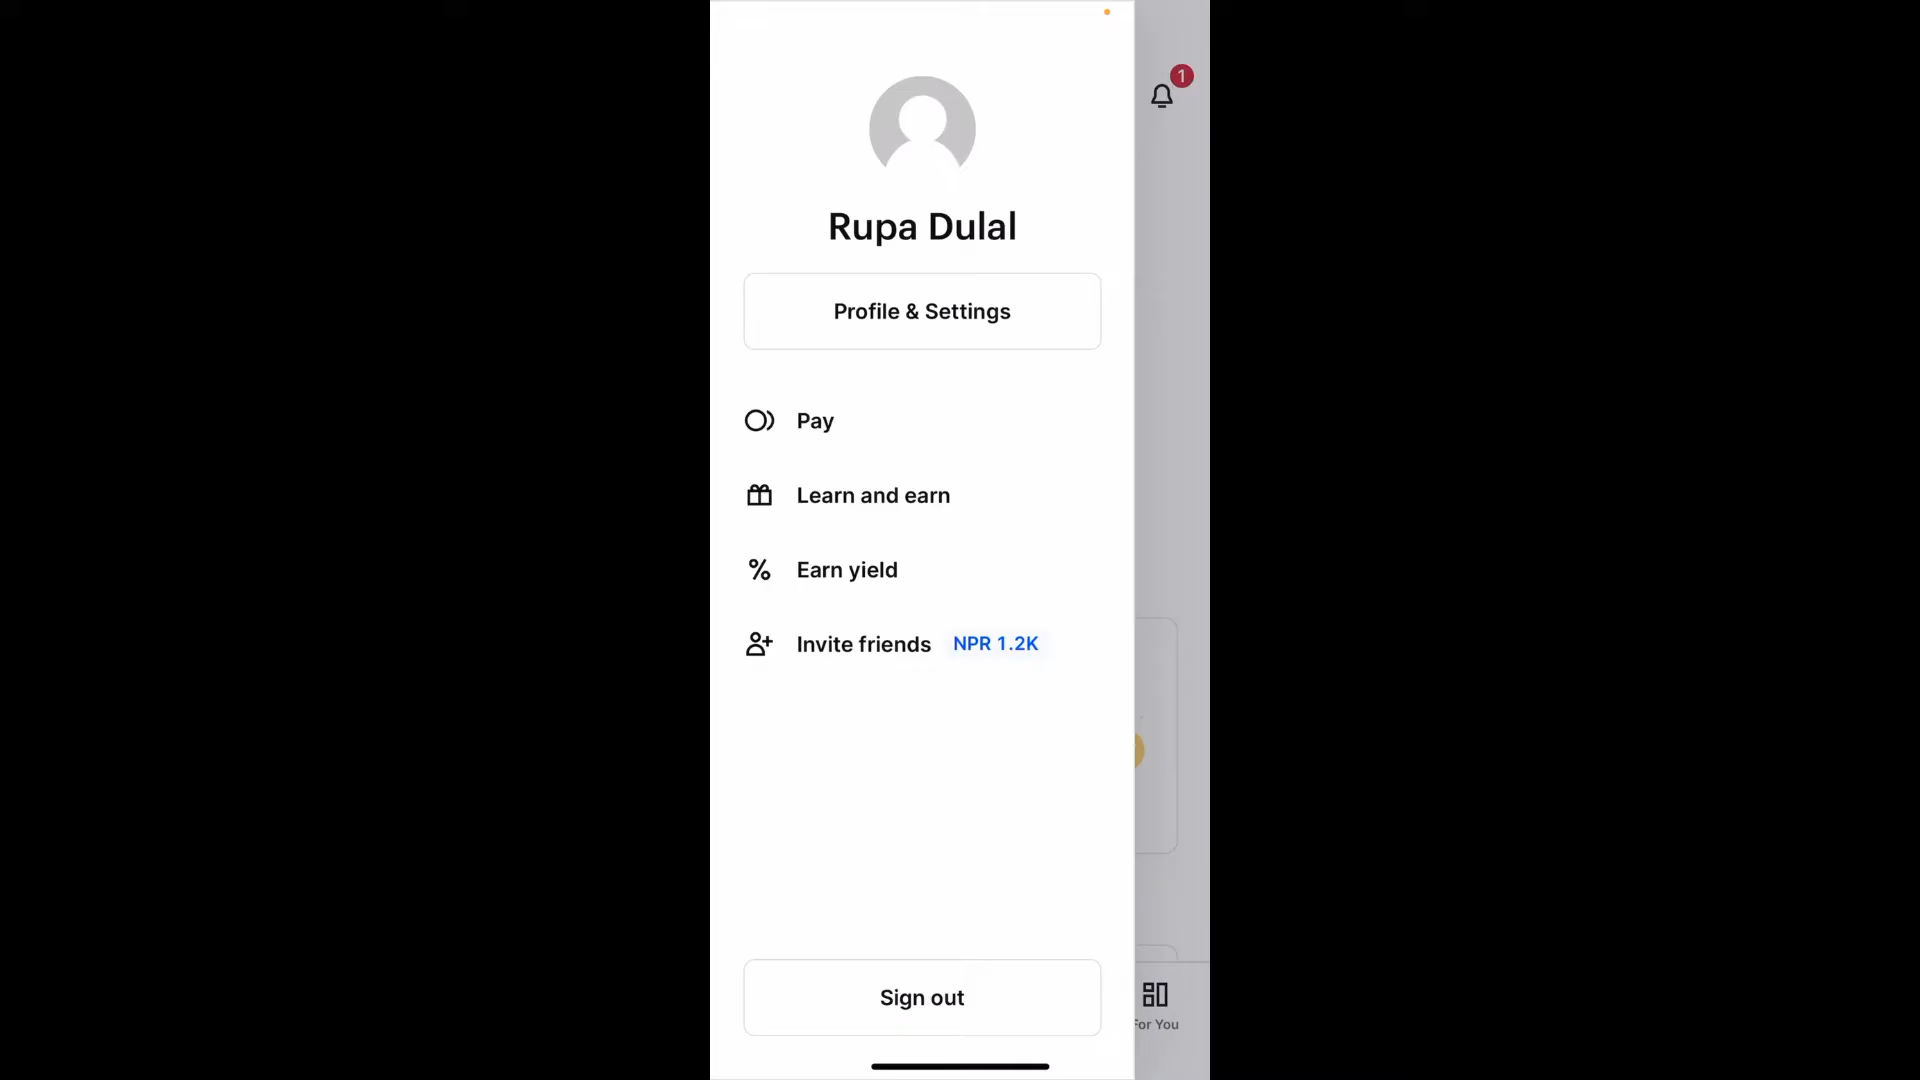 1
Rupa Dulal
Profile & Settings
Pay
Learn and earn
Earn yield
Invite friends NPR 1.2K
Sign out
For You